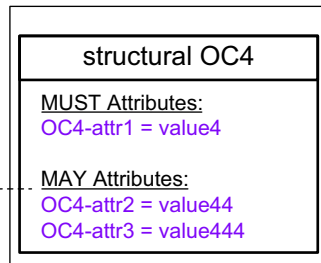 structural OC4
MUST Attributes:
OC4-attr1 = value4
MAY Attributes:
OC4-attr2 = value44
OC4-attr3 = value444